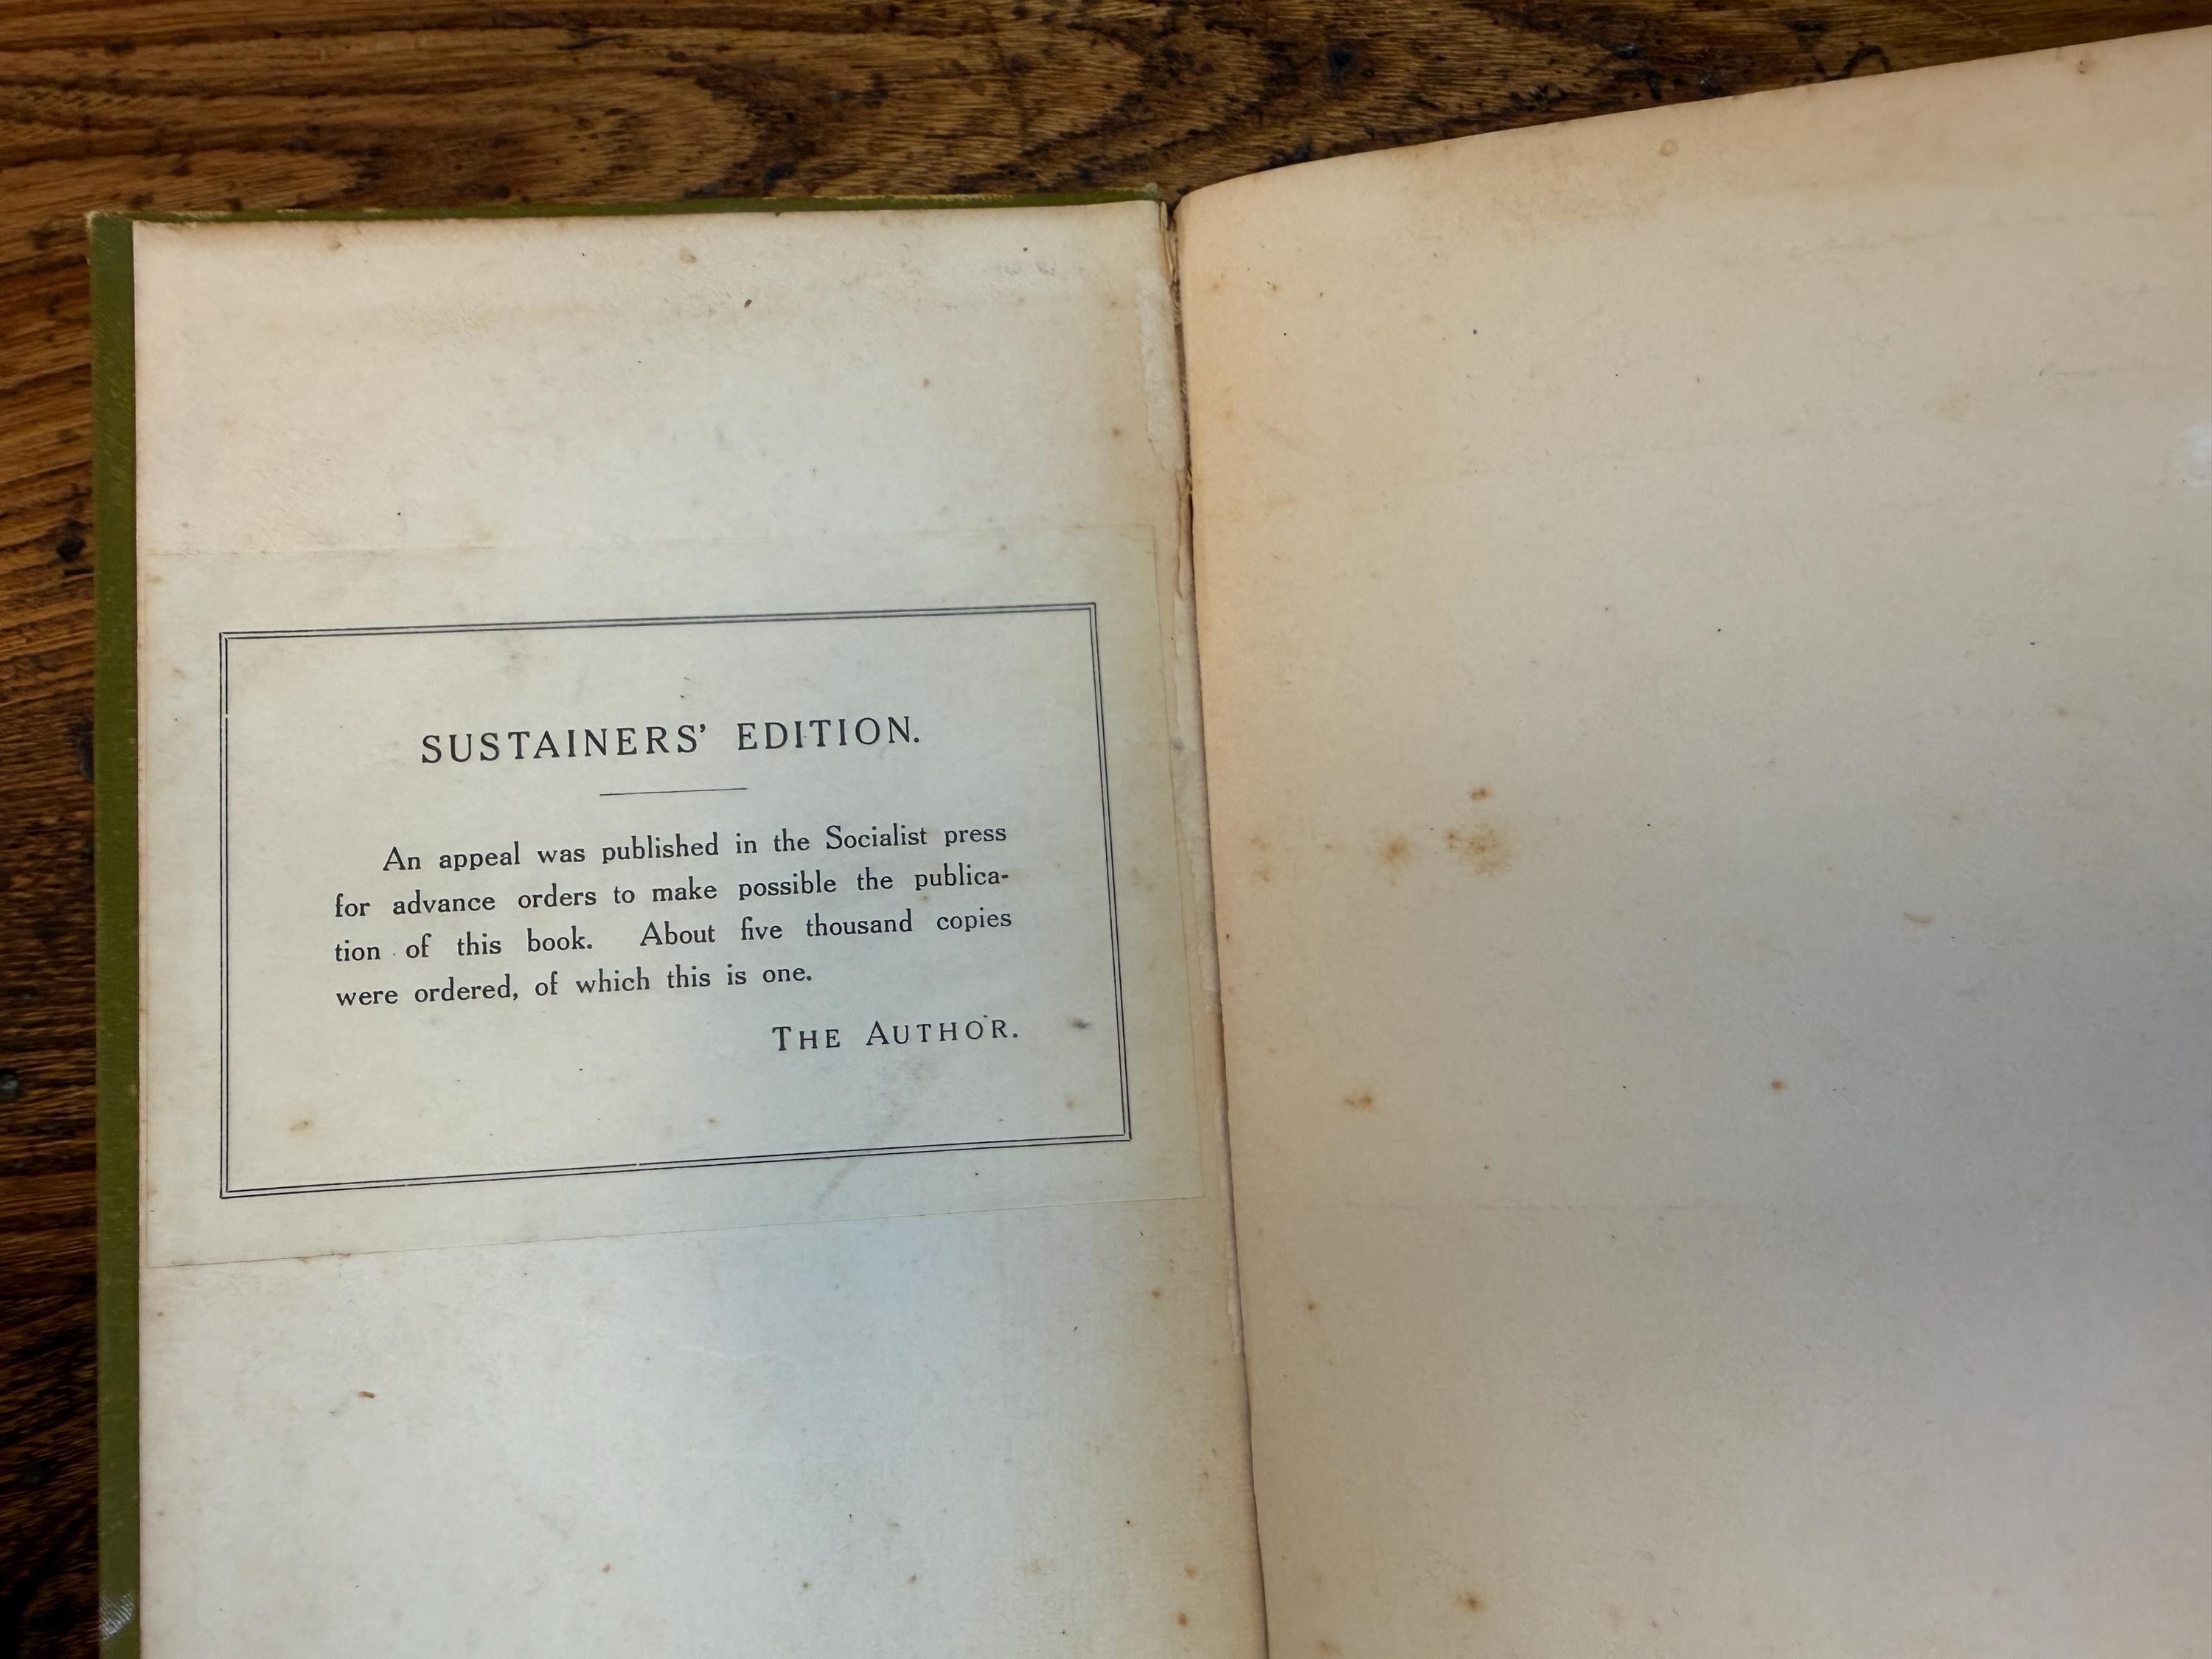 SUSTAINERS' EDITION.
An appeal was published in the Socialist press
for advance orders to make possible the publica-
tion of this book. About five thousand copies
were ordered, of which this is one.
THE AUTHOR.